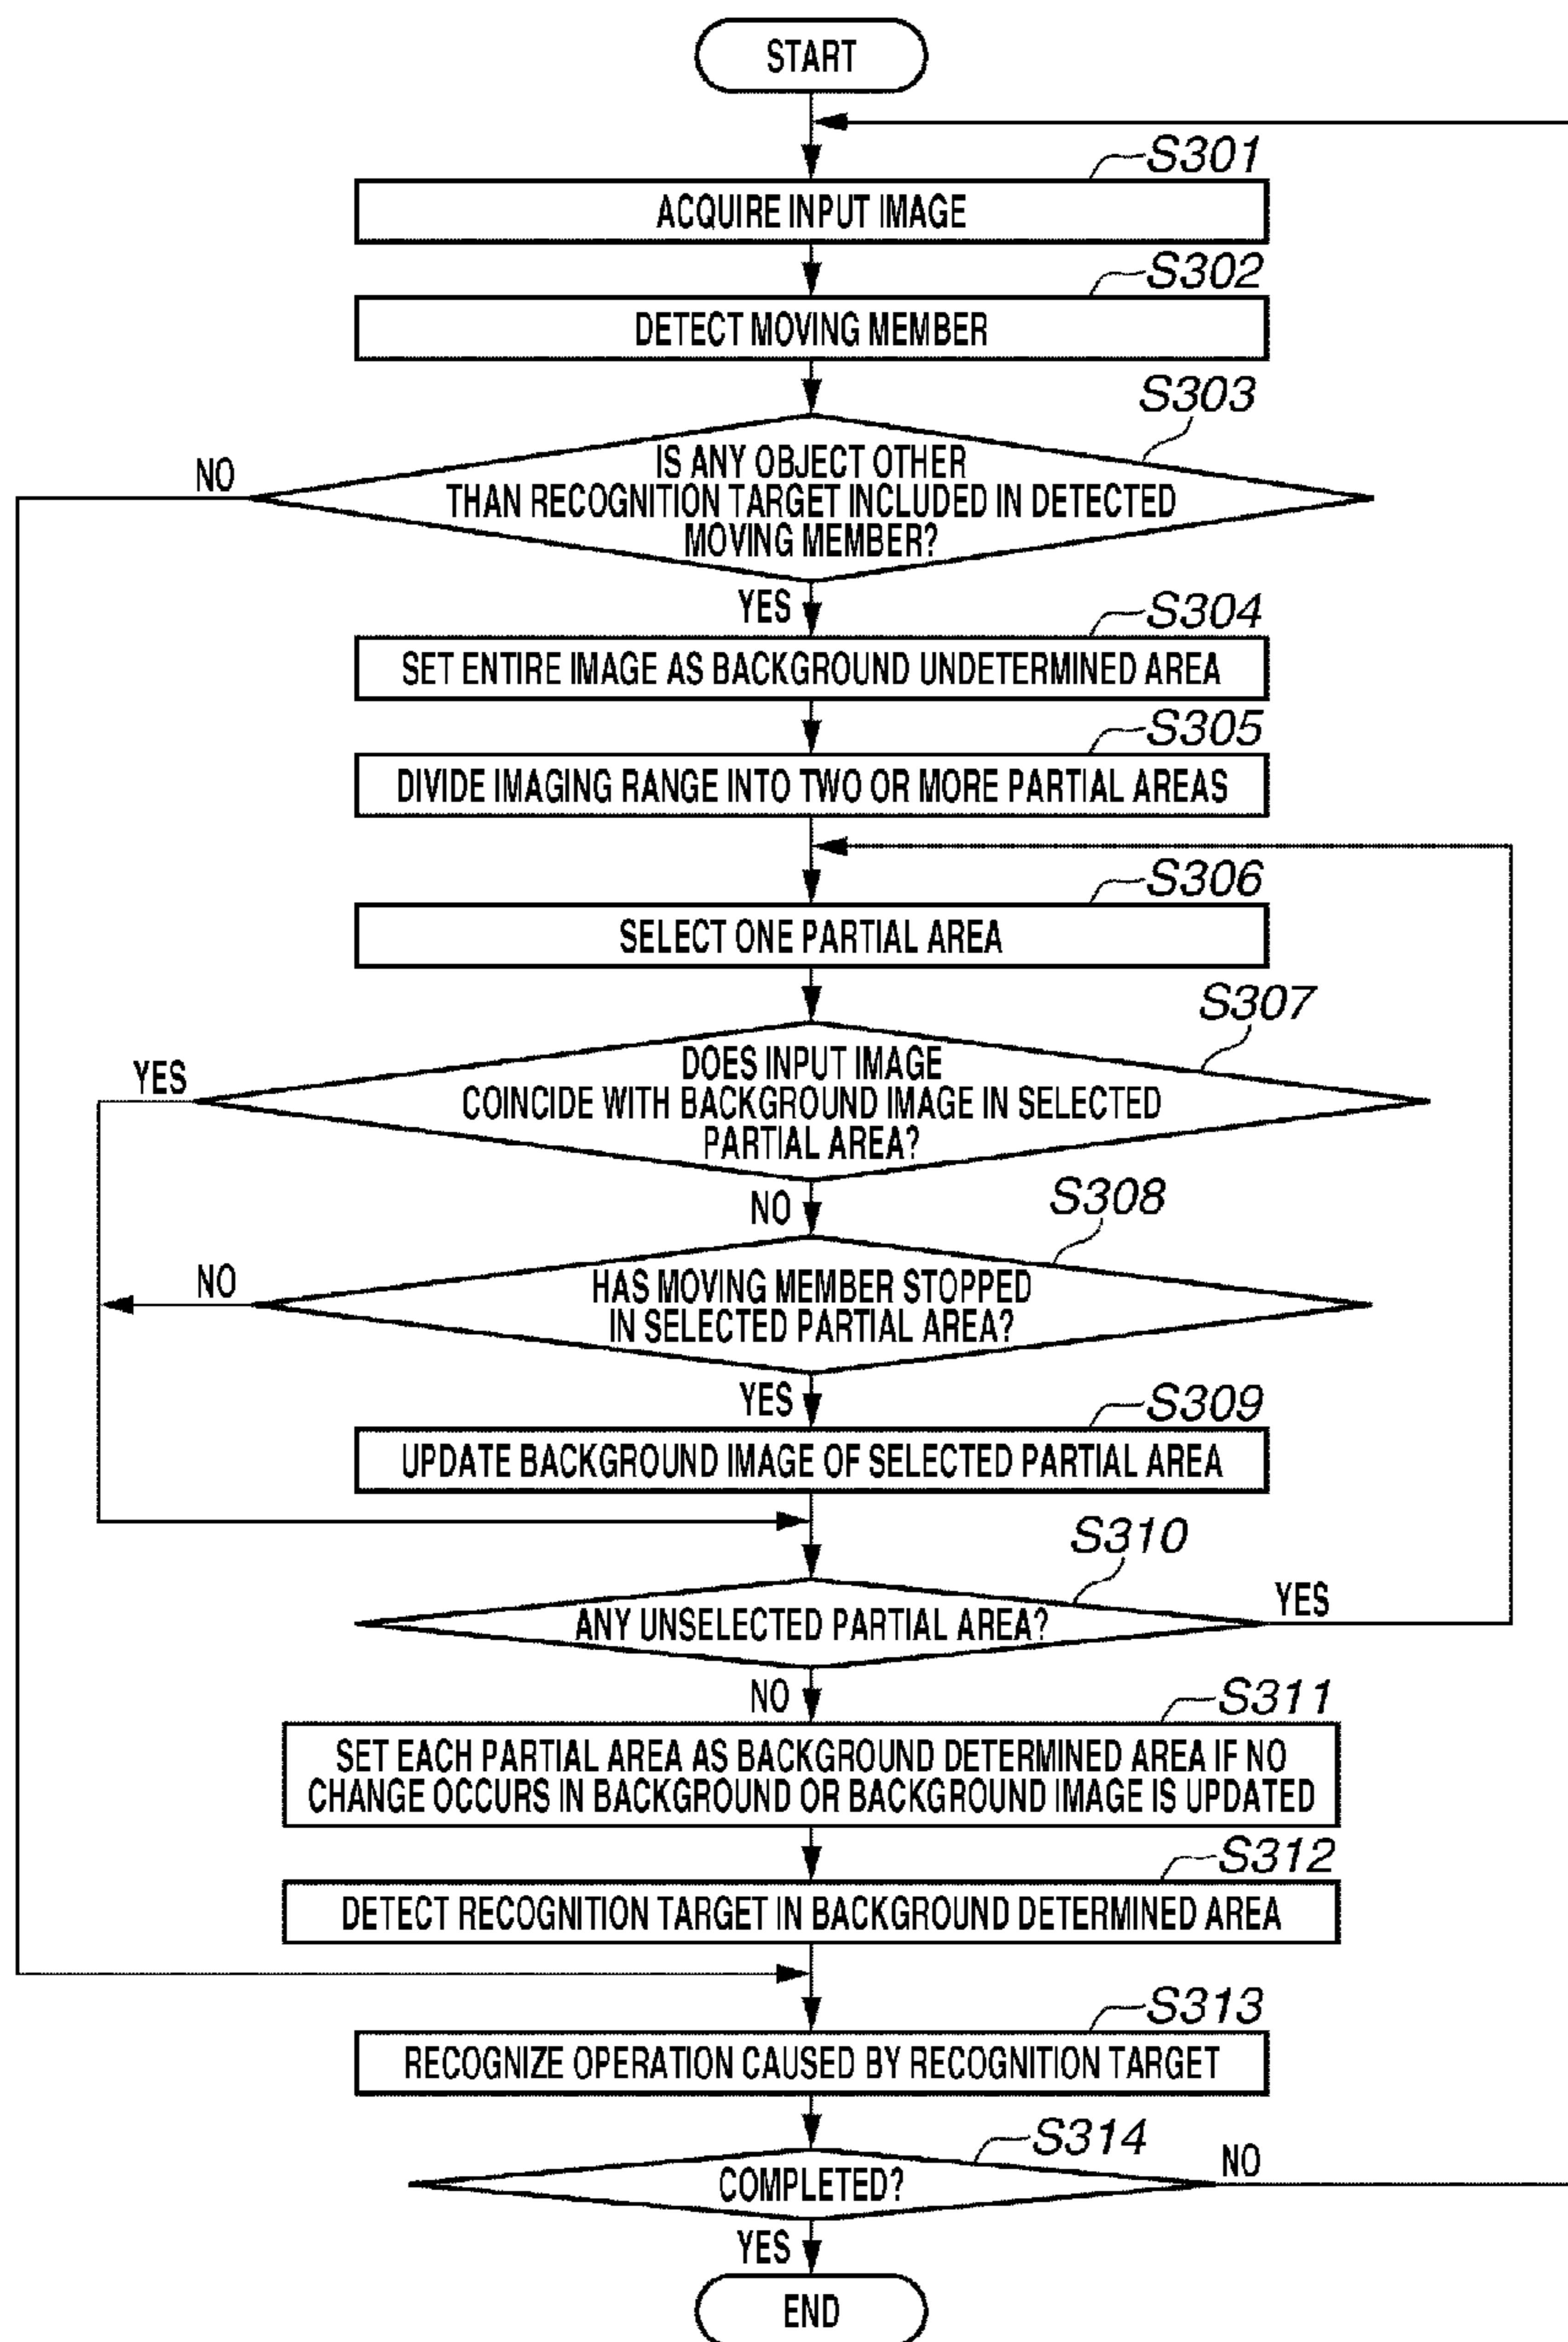 START
S301
ACQUIRE INPUT IMAGE
S302
DETECT MOVING MEMBER
S303
IS ANY OBJECT OTHER
THAN RECOGNITION TARGET INCLUDED IN DETECTED
MOVING MEMBER?
NO
YES
S304
SET ENTIRE IMAGE AS BACKGROUND UNDETERMINED AREA
S305
DIVIDE IMAGING RANGE INTO TWO OR MORE PARTIAL AREAS
S306
SELECT ONE PARTIAL AREA
S307
DOES INPUT IMAGE
COINCIDE WITH BACKGROUND IMAGE IN SELECTED
PARTIAL AREA?
YES
NO
S308
HAS MOVING MEMBER STOPPED
IN SELECTED PARTIAL AREA?
NO
YES
S309
UPDATE BACKGROUND IMAGE OF SELECTED PARTIAL AREA
S310
ANY UNSELECTED PARTIAL AREA?
YES
NO
S311
SET EACH PARTIAL AREA AS BACKGROUND DETERMINED AREA IF NO
CHANGE OCCURS IN BACKGROUND OR BACKGROUND IMAGE IS UPDATED
S312
DETECT RECOGNITION TARGET IN BACKGROUND DETERMINED AREA
S313
RECOGNIZE OPERATION CAUSED BY RECOGNITION TARGET
S314
COMPLETED?
NO
YES
END